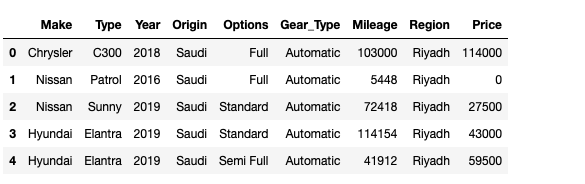 Make Type Year Origin Options Gear_Type Mileage Region Price
0 Chrysler C300 2018 Saudi Full Automatic 103000 Riyadh 114000
1 Nissan Patrol 2016 Saudi Full Automatic 5448 Riyadh 0
2 Nissan Sunny 2019 Saudi Standard Automatic 72418 Riyadh 27500
3 Hyundai Elantra 2019 Saudi Standard Automatic 114154 Riyadh 43000
4 Hyundai Elantra 2019 Saudi Semi Full Automatic 41912 Riyadh 59500